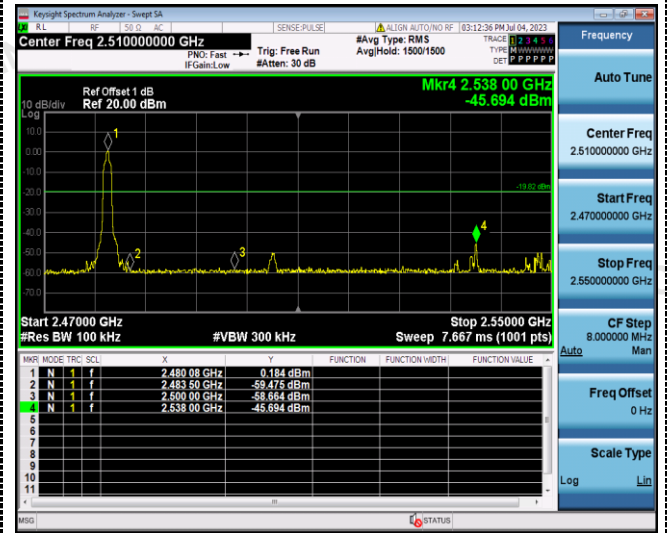 Keysight Spectrum Analyzer - Swept SA
RL RF 50 Ω AC SENSE:PULSE ALIGN AUTO/NO RF 03:12:36 PM Jul 04, 2023
Center Freq 2.510000000 GHz
PNO: Fast
IFGain:Low
Trig: Free Run
#Atten: 30 dB
#Avg Type: RMS
Avg|Hold: 1500/1500
TRACE 1 2 3 4 5 6
TYPE M WWWWW
DET P P P P P P
Mkr4 2.538 00 GHz
-45.694 dBm
Ref Offset 1 dB
10 dB/div Ref 20.00 dBm
Log
10.0
0.00
-10.0
-20.0
-30.0
-40.0
-50.0
-60.0
-70.0
1
2
3
4
-19.82 dBm
Start 2.47000 GHz Stop 2.55000 GHz
#Res BW 100 kHz #VBW 300 kHz Sweep 7.667 ms (1001 pts)
MKR MODE TRC SCL X Y FUNCTION FUNCTION WIDTH FUNCTION VALUE
1 N 1 f 2.480 08 GHz 0.184 dBm
2 N 1 f 2.483 50 GHz -59.475 dBm
3 N 1 f 2.500 00 GHz -58.664 dBm
4 N 1 f 2.538 00 GHz -45.694 dBm
5
6
7
8
9
10
11
MSG STATUS
Frequency
Auto Tune
Center Freq
2.510000000 GHz
Start Freq
2.470000000 GHz
Stop Freq
2.550000000 GHz
CF Step
8.000000 MHz
Auto Man
Freq Offset
0 Hz
Scale Type
Log Lin